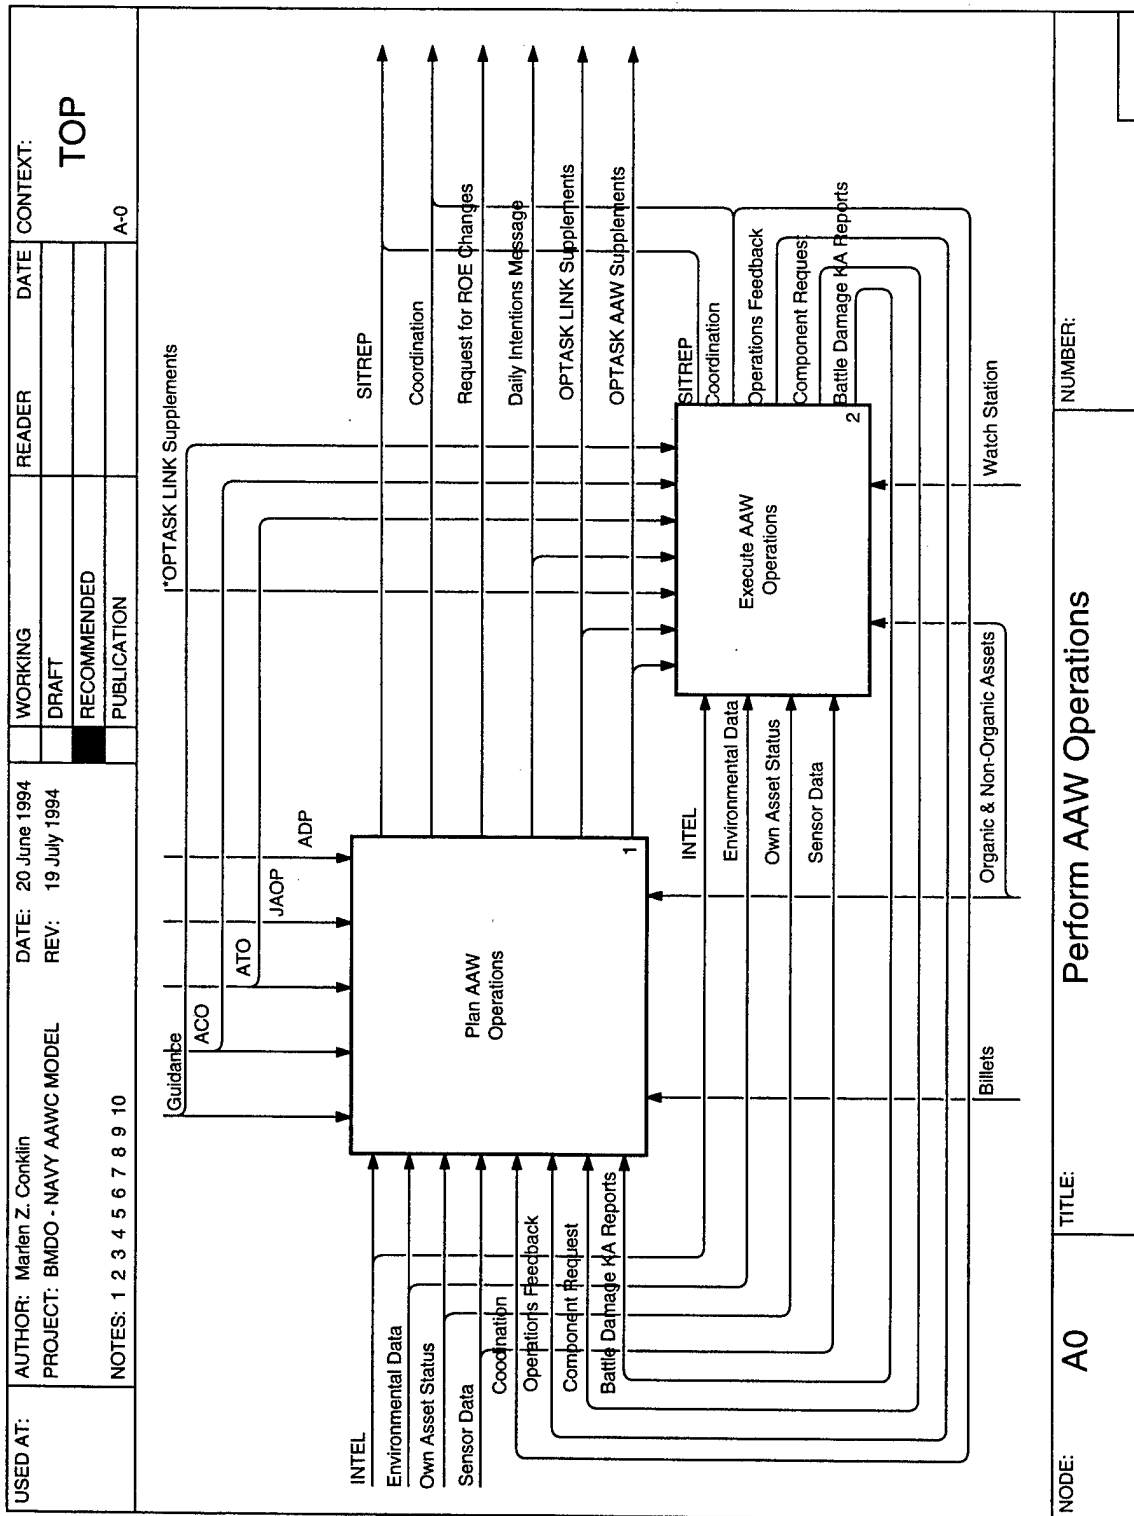 USED AT:
AUTHOR: Marlen Z. Conklin
PROJECT: BMDO - NAVY AAWC MODEL
NOTES: 1 2 3 4 5 6 7 8 9 10
DATE: 20 June 1994
REV: 19 July 1994
WORKING
DRAFT
RECOMMENDED
PUBLICATION
READER
DATE
CONTEXT:
TOP
A-0
Guidance
ACO
ATO
JAOP
ADP
*OPTASK LINK Supplements
INTEL
Environmental Data
Own Asset Status
Sensor Data
Coodination
Operations Feedback
Component Request
Battle Damage KA Reports
Plan AAW
Operations
1
SITREP
Coordination
Request for ROE Changes
Daily Intentions Message
OPTASK LINK Supplements
OPTASK AAW Supplements
INTEL
Environmental Data
Own Asset Status
Sensor Data
Execute AAW
Operations
2
SITREP
Coordination
Operations Feedback
Component Request
Battle Damage KA Reports
Billets
Organic & Non-Organic Assets
Watch Station
NODE:
A0
TITLE:
Perform AAW Operations
NUMBER: